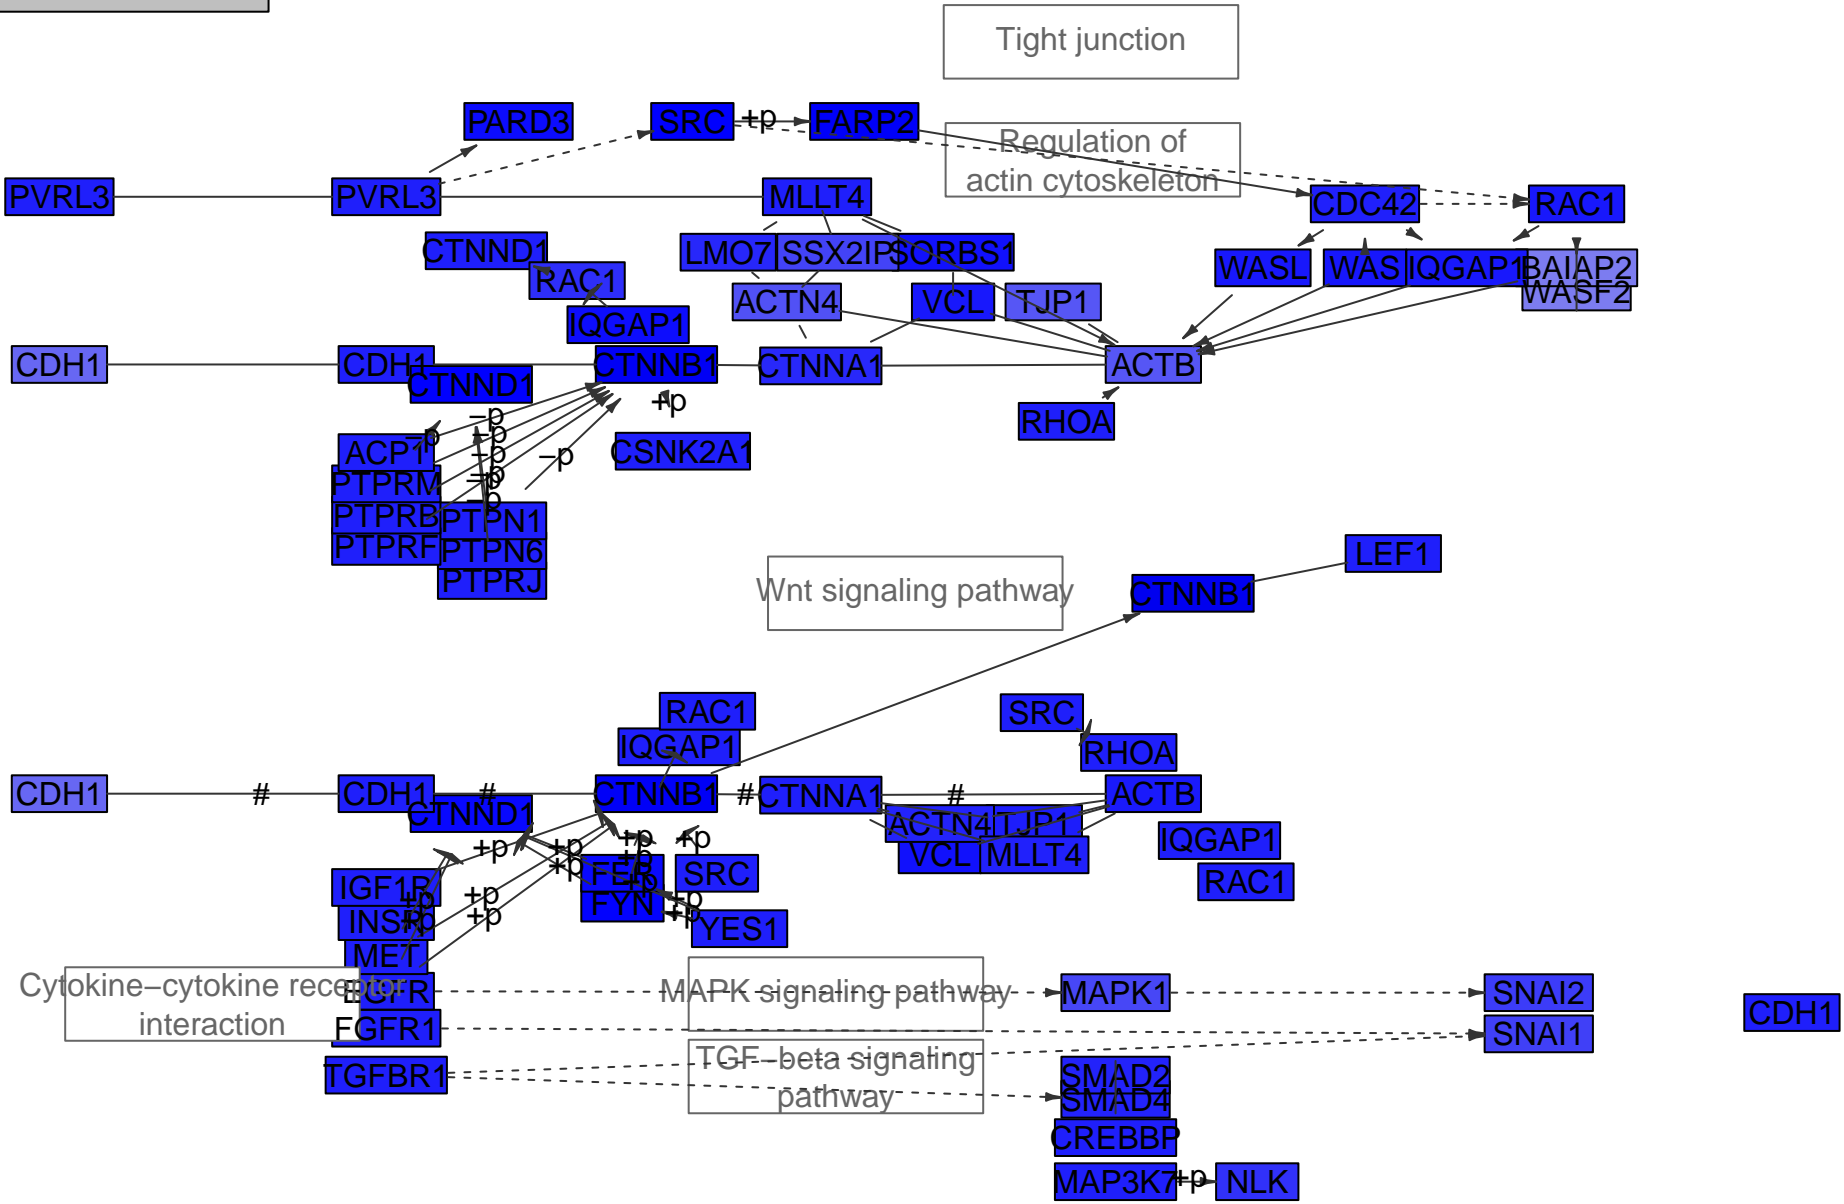 Tight junction
PARD3
SRC
+p
FARP2
Regulation of
actin cytoskeleton
PVRL3
PVRL3
MLLT4
CDC42
RAC1
CTNND1
LMO7
SSX2IP
SORBS1
WASL
WAS
IQGAP1
BAIAP2
WASF2
RAC1
ACTN4
VCL
TJP1
IQGAP1
CDH1
CDH1
CTNND1
CTNNB1
CTNNA1
ACTB
+p
RHOA
−p
−p
−p
−p
−p
−p
−p
−p
ACP1
CSNK2A1
PTPRM
PTPRB
PTPN1
PTPRF
PTPN6
PTPRJ
LEF1
Wnt signaling pathway
CTNNB1
RAC1
SRC
IQGAP1
RHOA
CDH1
#
CDH1
#
CTNNB1
#
CTNNA1
#
ACTB
CTNND1
ACTN4
TJP1
+p
+p
+p
+p
IQGAP1
VCL
MLLT4
+p
+p
FER
SRC
RAC1
IGF1R
+p
+p
+p
FYN
+p
INSR
+p
+p
+p
YES1
MET
Cytokine−cytokine receptor
interaction
EGFR
MAPK signaling pathway
MAPK1
SNAI2
CDH1
FGFR1
SNAI1
TGF−beta signaling
pathway
TGFBR1
SMAD2
SMAD4
CREBBP
MAP3K7
+p
NLK